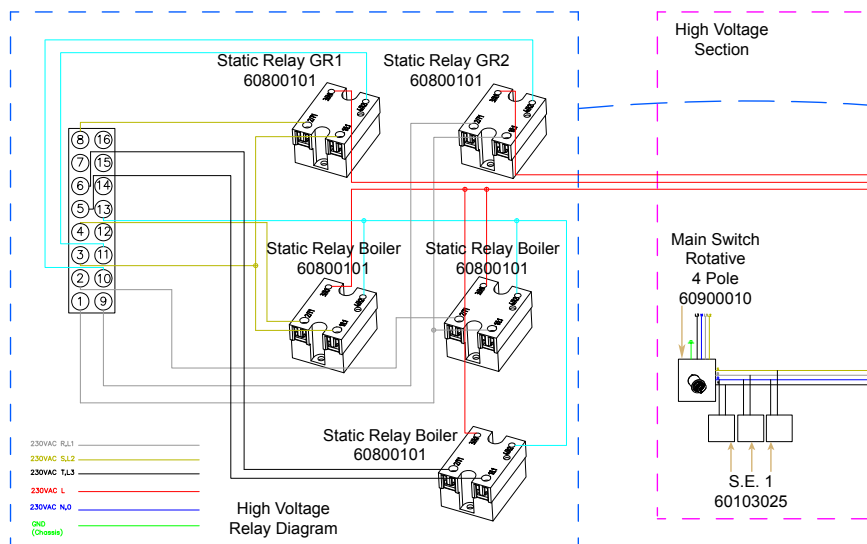 High Voltage
Section
Static Relay GR1
60800101
Static Relay GR2
60800101
8 16
7 15
6 14
5 13
4 12
3 11
2 10
1 9
Static Relay Boiler
60800101
Static Relay Boiler
60800101
Main Switch
Rotative
4 Pole
60900010
Static Relay Boiler
60800101
230VAC R,L1
230VAC S,L2
230VAC T,L3
230VAC L
230VAC N,0
GND
(Chassis)
High Voltage
Relay Diagram
S.E. 1
60103025